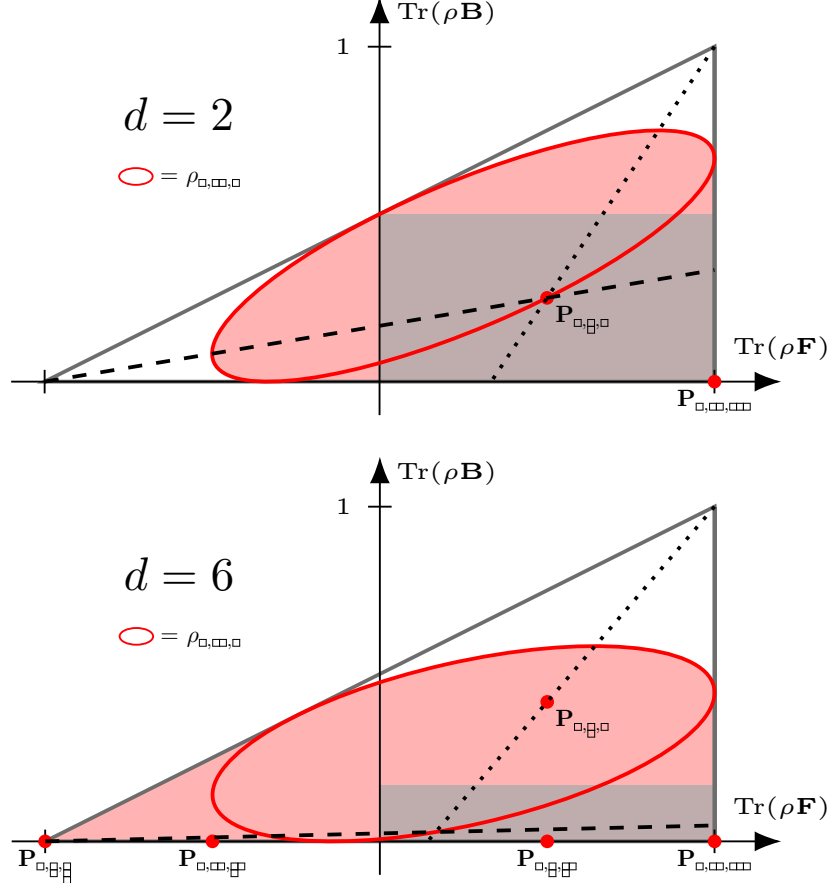 Tr(ρB)
1
d = 2
= ρ□,□□,□
P□,□̲,□
Tr(ρF)
P□,□□,□□□
Tr(ρB)
1
d = 6
= ρ□,□□,□
P□,□̲,□
Tr(ρF)
P
P
P
P□,□□,□□□